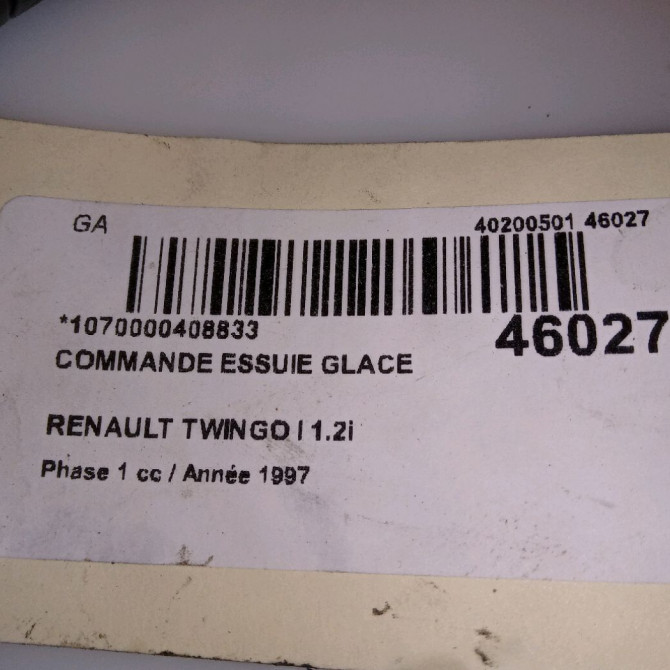 GA 40200501 46027
*1070000408833 46027
COMMANDE ESSUIE GLACE
RENAULT TWINGO I 1.2i
Phase 1 cc / Année 1997